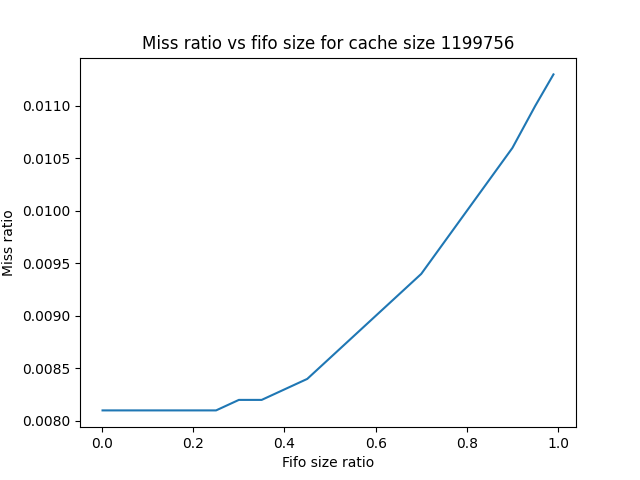 Miss ratio vs fifo size for cache size 1199756
Miss ratio
0.0110
0.0105
0.0100
0.0095
0.0090
0.0085
0.0080
0.0 0.2 0.4 0.6 0.8 1.0
Fifo size ratio